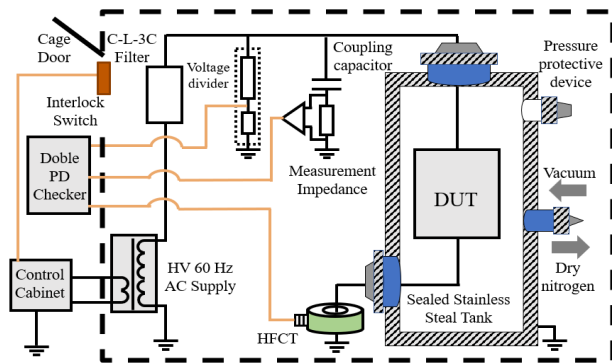 Cage
Door
C-L-3C
Filter
Voltage
divider
Coupling
capacitor
Pressure
protective
device
Interlock
Switch
Doble
PD
Checker
Measurement
Impedance
DUT
Vacuum
Dry
nitrogen
Control
Cabinet
HV 60 Hz
AC Supply
HFCT
Sealed Stainless
Steal Tank